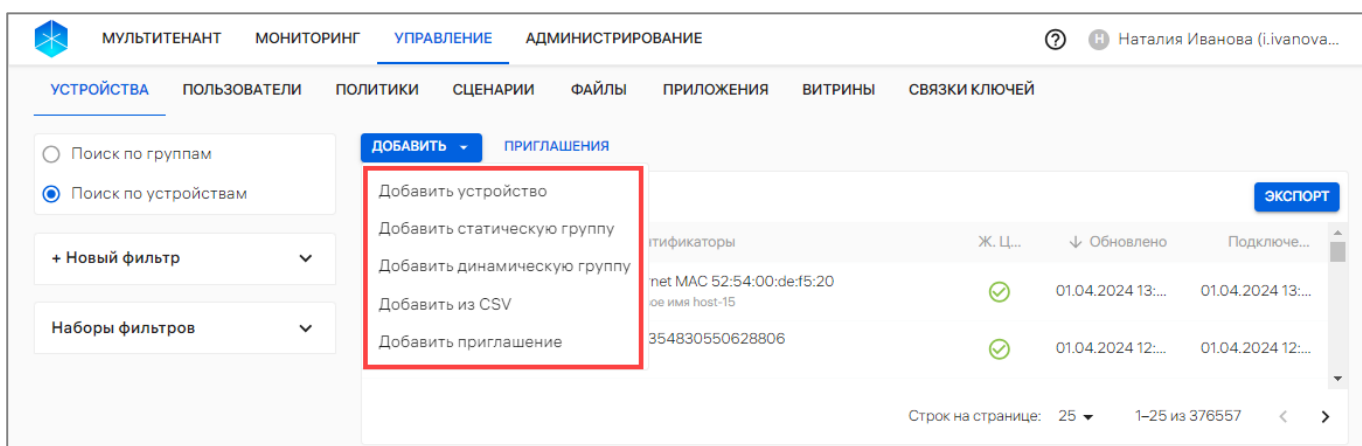 МУЛЬТИТЕНАНТ МОНИТОРИНГ УПРАВЛЕНИЕ АДМИНИСТРИРОВАНИЕ ? Н Наталия Иванова (i.ivanova...
УСТРОЙСТВА ПОЛЬЗОВАТЕЛИ ПОЛИТИКИ СЦЕНАРИИ ФАЙЛЫ ПРИЛОЖЕНИЯ ВИТРИНЫ СВЯЗКИ КЛЮЧЕЙ
Поиск по группам
Поиск по устройствам
+ Новый фильтр
Наборы фильтров
ДОБАВИТЬ ПРИГЛАШЕНИЯ
Добавить устройство
Добавить статическую группу
Добавить динамическую группу
Добавить из CSV
Добавить приглашение
ЭКСПОРТ
нтификаторы Ж. Ц... Обновлено Подключе...
rnet MAC 52:54:00:de:f5:20 01.04.2024 13:... 01.04.2024 13:...
вое имя host-15
354830550628806 01.04.2024 12:... 01.04.2024 12:...
Строк на странице: 25 1–25 из 376557